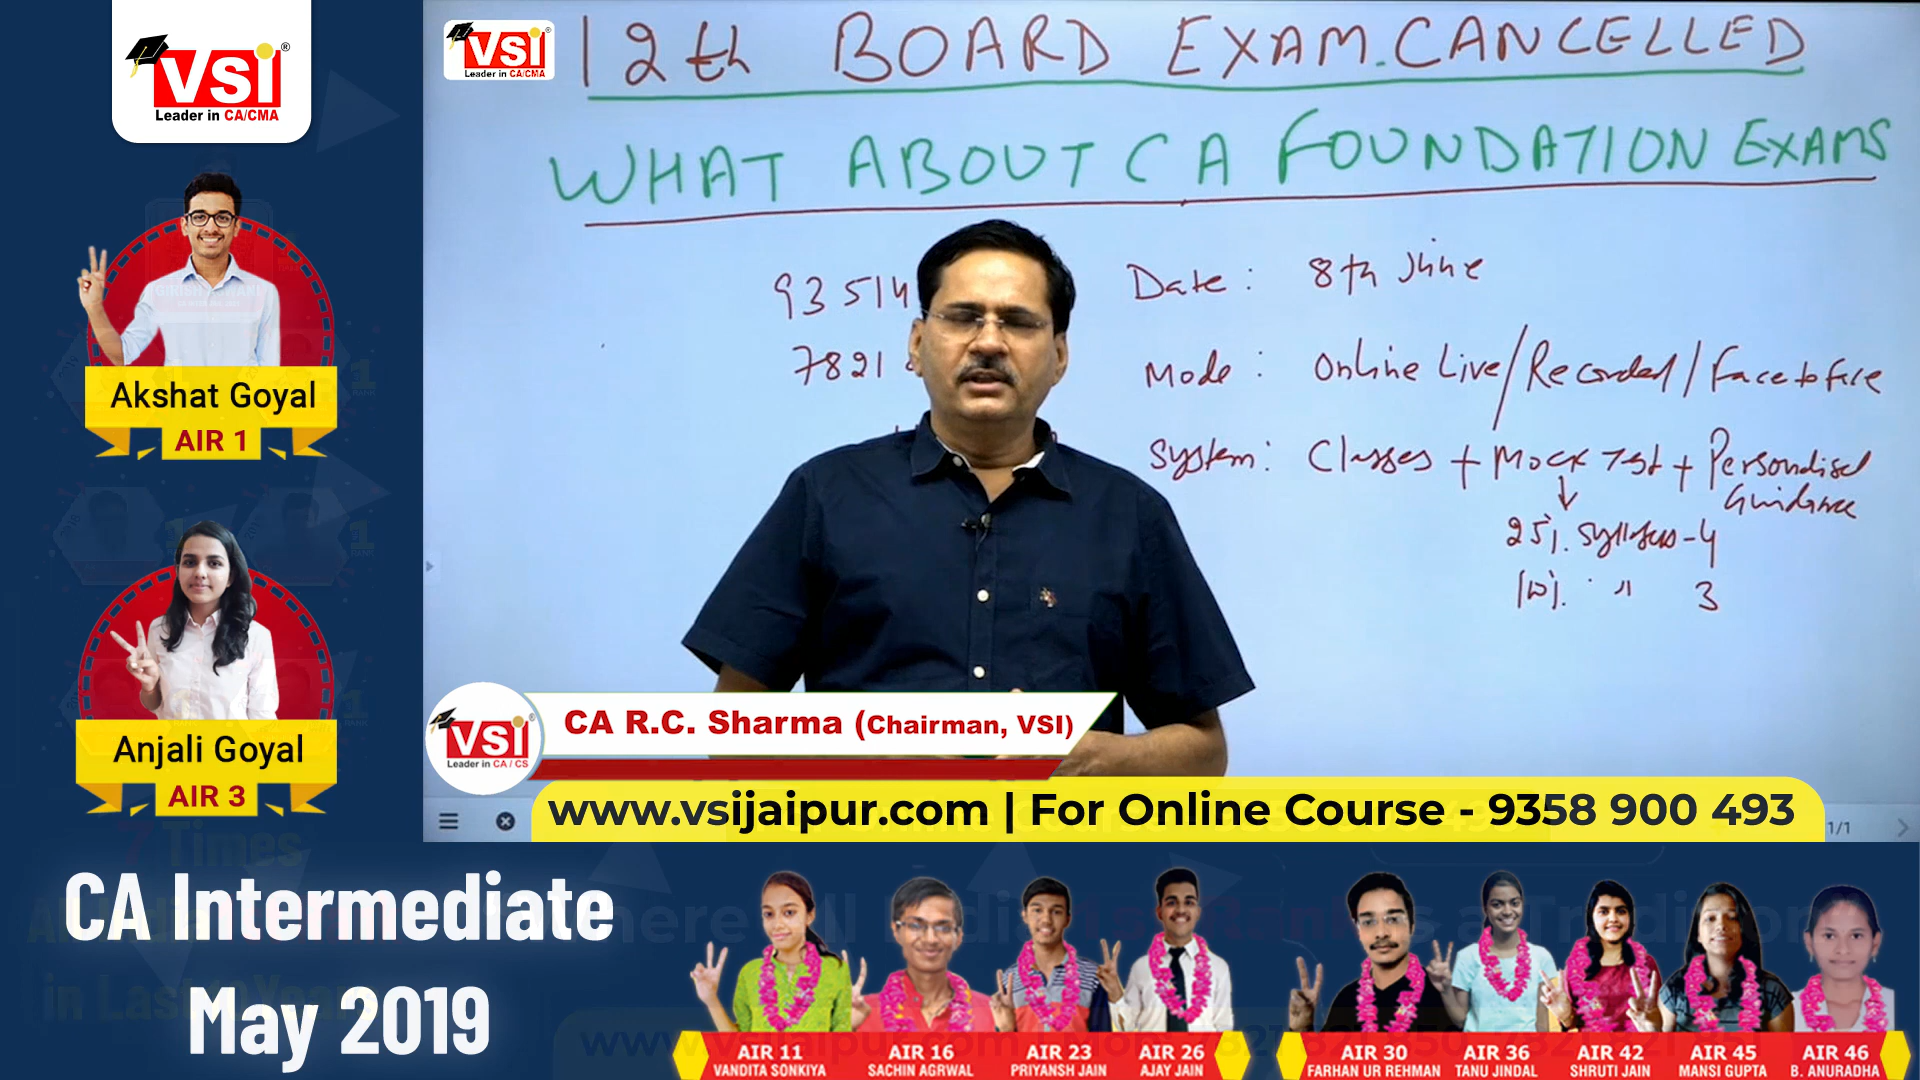 VSI
Leader in CA/CMA
Akshat Goyal
AIR 1
Anjali Goyal
AIR 3
VSI
Leader in CA/CMA
12th BOARD EXAM.CANCELLED
WHAT ABOUT CA FOUNDATION EXAMS
93514
7821
Date : 8th June
Mode : Online Live/Recorded/Face to face
System : Classes + Mock Test + Personalised
Guidance
25%. Syllabus - 4
100%. " 3
VSI
Leader in CA / CS
CA R.C. Sharma (Chairman, VSI)
www.vsijaipur.com | For Online Course - 9358 900 493
1/1
CA Intermediate
May 2019
AIR 11
VANDITA SONKIYA
AIR 16
SACHIN AGRWAL
AIR 23
PRIYANSH JAIN
AIR 26
AJAY JAIN
AIR 30
FARHAN UR REHMAN
AIR 36
TANU JINDAL
AIR 42
SHRUTI JAIN
AIR 45
MANSI GUPTA
AIR 46
B. ANURADHA